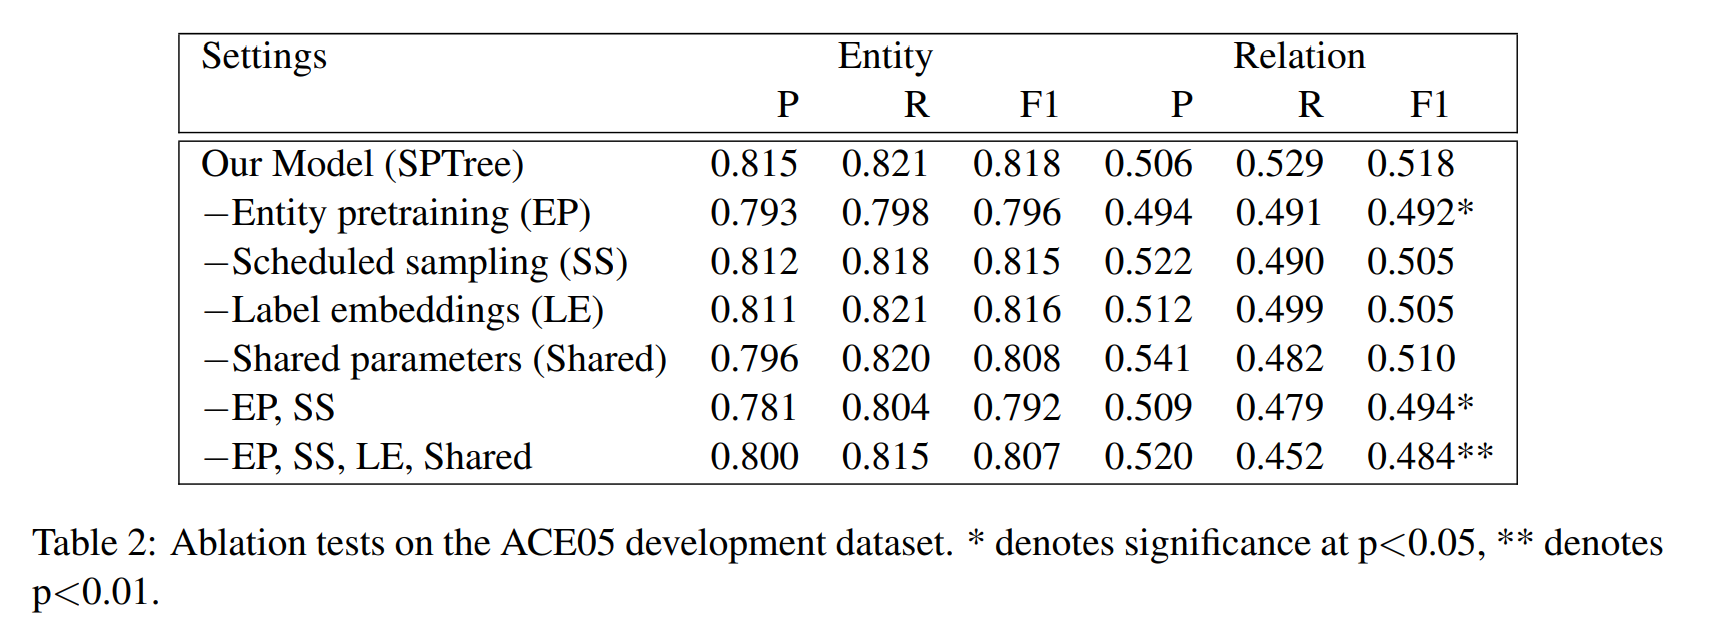 Settings Entity Relation
P R F1 P R F1
Our Model (SPTree) 0.815 0.821 0.818 0.506 0.529 0.518
−Entity pretraining (EP) 0.793 0.798 0.796 0.494 0.491 0.492*
−Scheduled sampling (SS) 0.812 0.818 0.815 0.522 0.490 0.505
−Label embeddings (LE) 0.811 0.821 0.816 0.512 0.499 0.505
−Shared parameters (Shared) 0.796 0.820 0.808 0.541 0.482 0.510
−EP, SS 0.781 0.804 0.792 0.509 0.479 0.494*
−EP, SS, LE, Shared 0.800 0.815 0.807 0.520 0.452 0.484**
Table 2: Ablation tests on the ACE05 development dataset. * denotes significance at p<0.05, ** denotes
p<0.01.